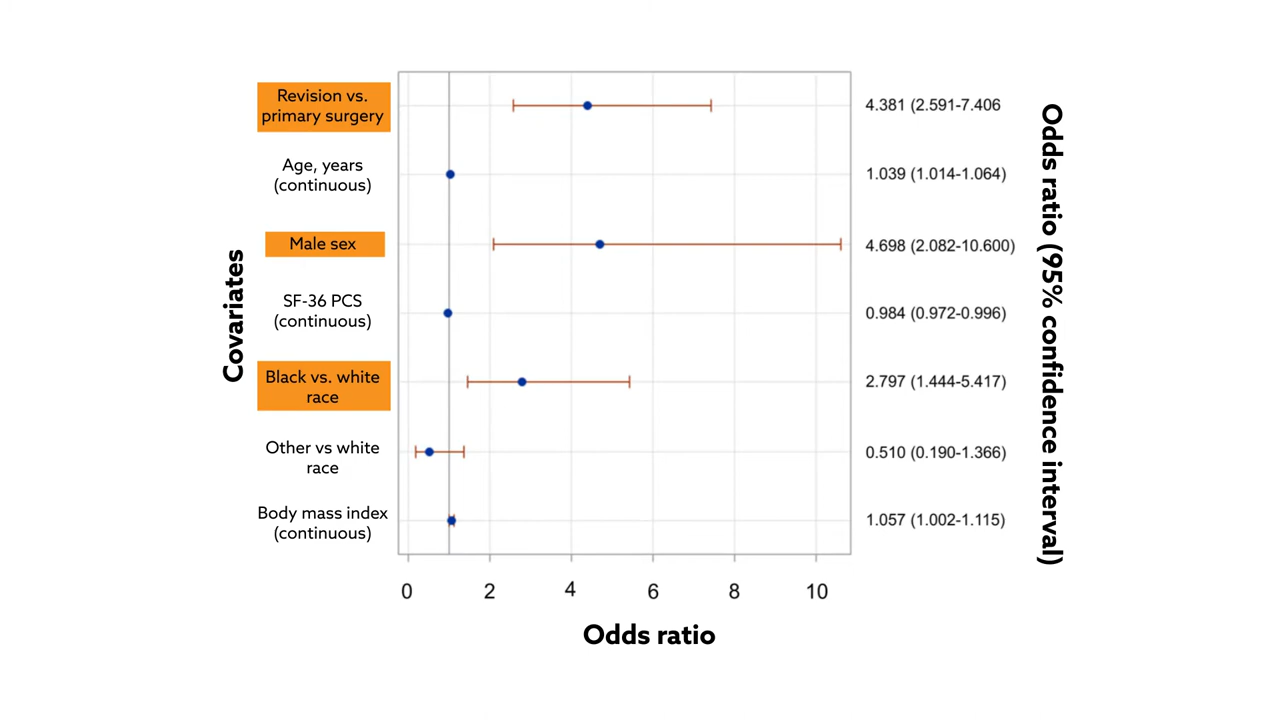 Covariates
Revision vs.
primary surgery
4.381 (2.591-7.406
Age, years
(continuous)
1.039 (1.014-1.064)
Male sex
4.698 (2.082-10.600)
SF-36 PCS
(continuous)
0.984 (0.972-0.996)
Black vs. white
race
2.797 (1.444-5.417)
Other vs white
race
0.510 (0.190-1.366)
Body mass index
(continuous)
1.057 (1.002-1.115)
0 2 4 6 8 10
Odds ratio
Odds ratio (95% confidence interval)